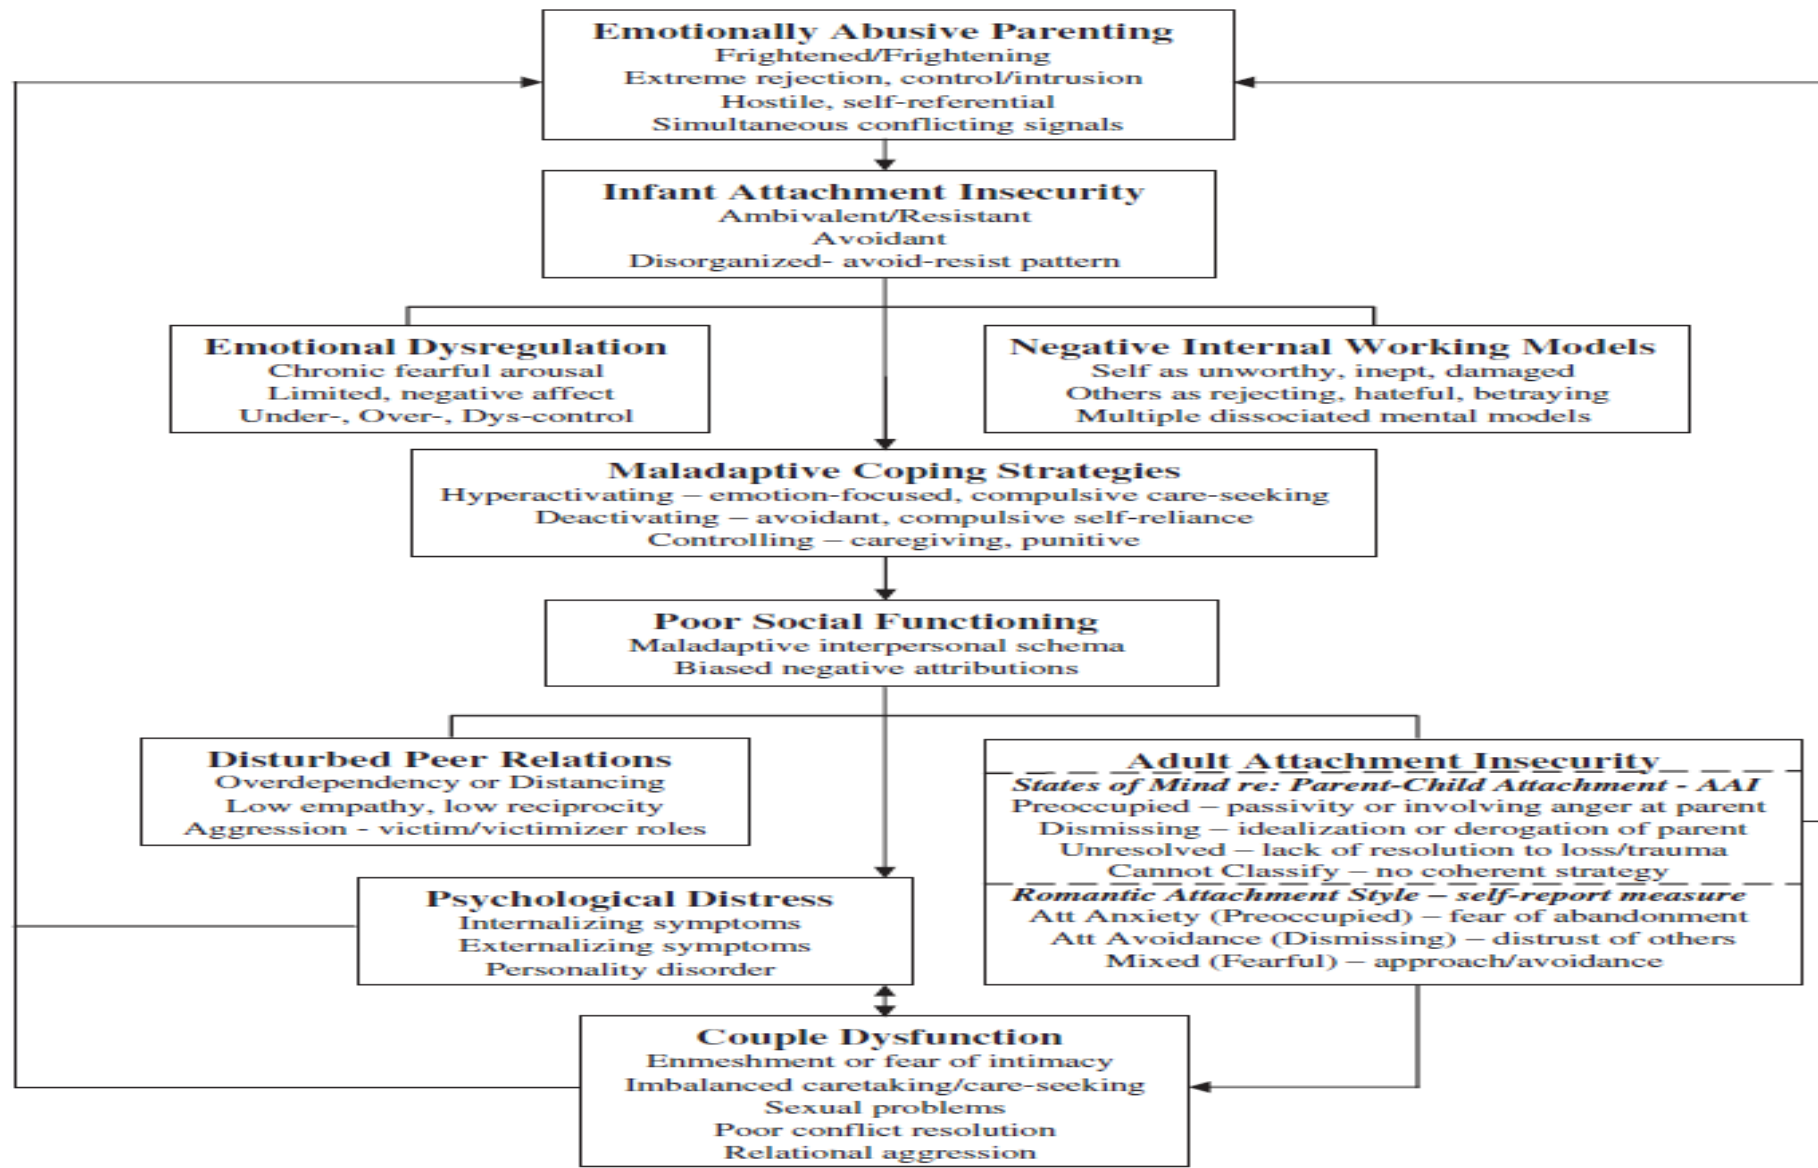 Emotionally Abusive Parenting
Frightened/Frightening
Extreme rejection, control/intrusion
Hostile, self-referential
Simultaneous conflicting signals
Infant Attachment Insecurity
Ambivalent/Resistant
Avoidant
Disorganized- avoid-resist pattern
Emotional Dysregulation
Chronic fearful arousal
Limited, negative affect
Under-, Over-, Dys-control
Negative Internal Working Models
Self as unworthy, inept, damaged
Others as rejecting, hateful, betraying
Multiple dissociated mental models
Maladaptive Coping Strategies
Hyperactivating – emotion-focused, compulsive care-seeking
Deactivating – avoidant, compulsive self-reliance
Controlling – caregiving, punitive
Poor Social Functioning
Maladaptive interpersonal schema
Biased negative attributions
Disturbed Peer Relations
Overdependency or Distancing
Low empathy, low reciprocity
Aggression - victim/victimizer roles
Adult Attachment Insecurity
States of Mind re: Parent-Child Attachment - AAI
Preoccupied – passivity or involving anger at parent
Dismissing – idealization or derogation of parent
Unresolved – lack of resolution to loss/trauma
Cannot Classify – no coherent strategy
Romantic Attachment Style – self-report measure
Att Anxiety (Preoccupied) – fear of abandonment
Att Avoidance (Dismissing) – distrust of others
Mixed (Fearful) – approach/avoidance
Psychological Distress
Internalizing symptoms
Externalizing symptoms
Personality disorder
Couple Dysfunction
Enmeshment or fear of intimacy
Imbalanced caretaking/care-seeking
Sexual problems
Poor conflict resolution
Relational aggression